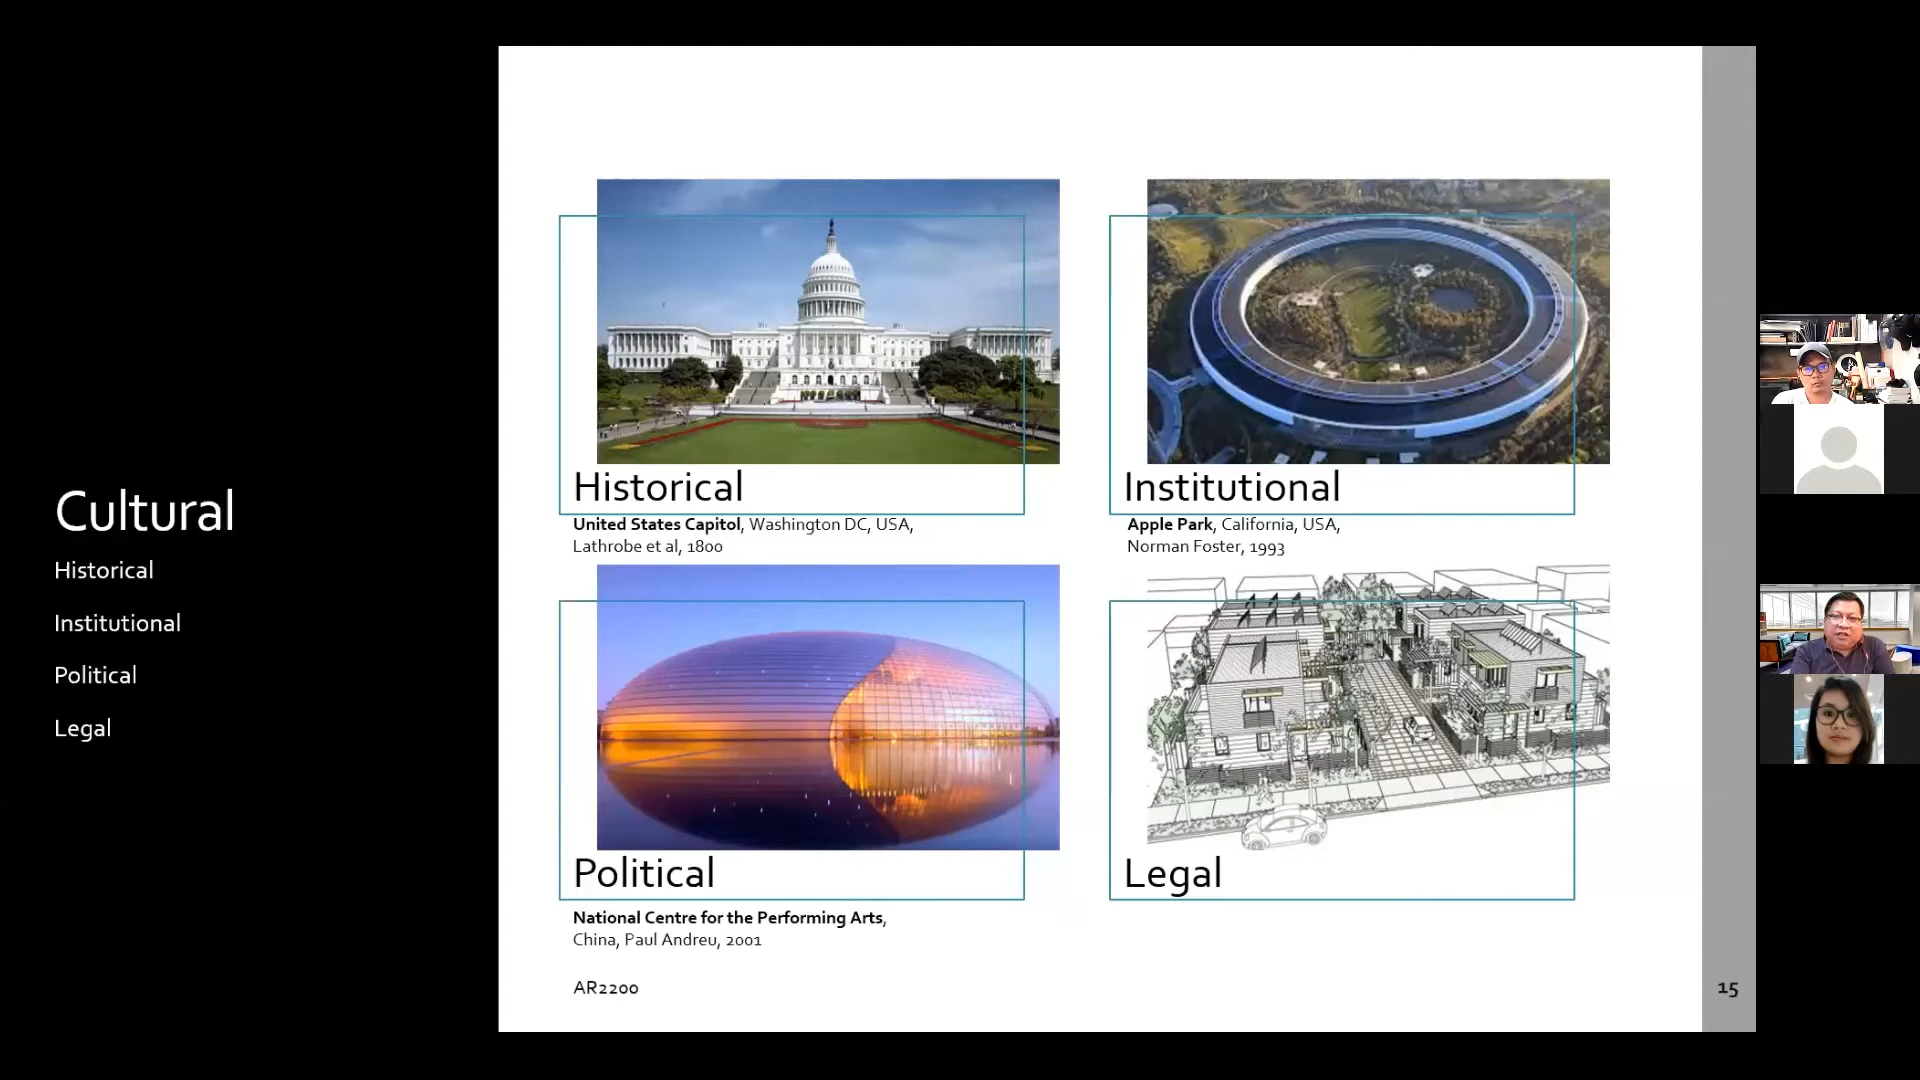 Cultural
Historical
Institutional
Political
Legal
Historical
United States Capitol, Washington DC, USA,
Lathrobe et al, 1800
Institutional
Apple Park, California, USA,
Norman Foster, 1993
Political
National Centre for the Performing Arts,
China, Paul Andreu, 2001
Legal
AR2200
15